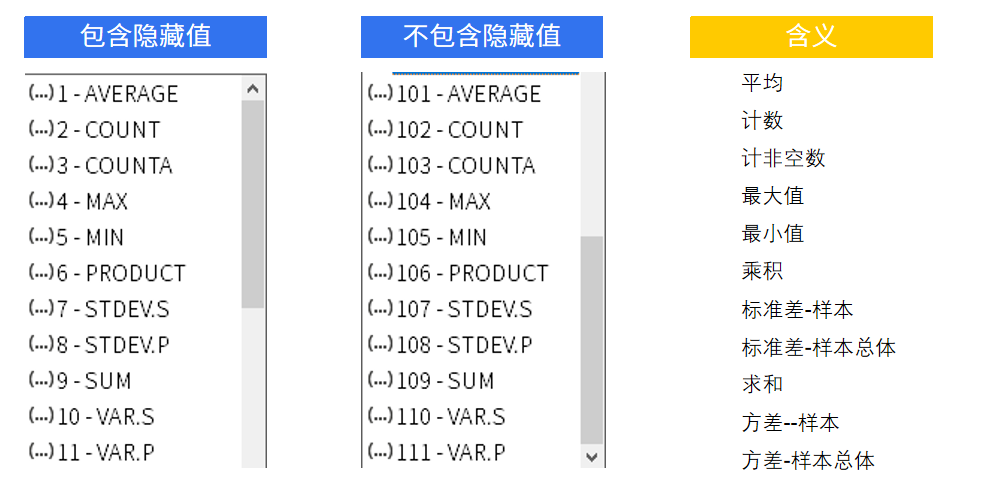 包含隐藏值
(...)1 - AVERAGE
(...)2 - COUNT
(...)3 - COUNTA
(...)4 - MAX
(...)5 - MIN
(...)6 - PRODUCT
(...)7 - STDEV.S
(...)8 - STDEV.P
(...)9 - SUM
(...)10 - VAR.S
(...)11 - VAR.P
不包含隐藏值
(...)101 - AVERAGE
(...)102 - COUNT
(...)103 - COUNTA
(...)104 - MAX
(...)105 - MIN
(...)106 - PRODUCT
(...)107 - STDEV.S
(...)108 - STDEV.P
(...)109 - SUM
(...)110 - VAR.S
(...)111 - VAR.P
含义
平均
计数
计非空数
最大值
最小值
乘积
标准差-样本
标准差-样本总体
求和
方差--样本
方差-样本总体